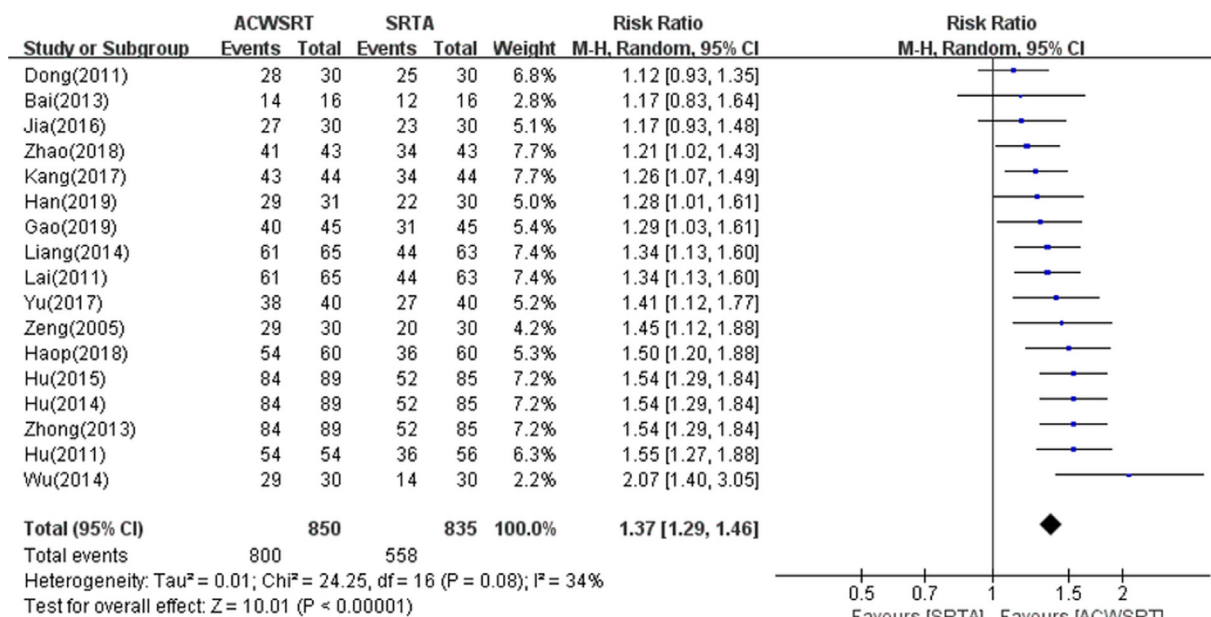 ACWSRT SRTA Risk Ratio Risk Ratio
Study or Subgroup Events Total Events Total Weight M-H, Random, 95% CI M-H, Random, 95% CI
Dong(2011) 28 30 25 30 6.8% 1.12 [0.93, 1.35]
Bai(2013) 14 16 12 16 2.8% 1.17 [0.83, 1.64]
Jia(2016) 27 30 23 30 5.1% 1.17 [0.93, 1.48]
Zhao(2018) 41 43 34 43 7.7% 1.21 [1.02, 1.43]
Kang(2017) 43 44 34 44 7.7% 1.26 [1.07, 1.49]
Han(2019) 29 31 22 30 5.0% 1.28 [1.01, 1.61]
Gao(2019) 40 45 31 45 5.4% 1.29 [1.03, 1.61]
Liang(2014) 61 65 44 63 7.4% 1.34 [1.13, 1.60]
Lai(2011) 61 65 44 63 7.4% 1.34 [1.13, 1.60]
Yu(2017) 38 40 27 40 5.2% 1.41 [1.12, 1.77]
Zeng(2005) 29 30 20 30 4.2% 1.45 [1.12, 1.88]
Haop(2018) 54 60 36 60 5.3% 1.50 [1.20, 1.88]
Hu(2015) 84 89 52 85 7.2% 1.54 [1.29, 1.84]
Hu(2014) 84 89 52 85 7.2% 1.54 [1.29, 1.84]
Zhong(2013) 84 89 52 85 7.2% 1.54 [1.29, 1.84]
Hu(2011) 54 54 36 56 6.3% 1.55 [1.27, 1.88]
Wu(2014) 29 30 14 30 2.2% 2.07 [1.40, 3.05]
Total (95% CI) 850 835 100.0% 1.37 [1.29, 1.46]
Total events 800 558
Heterogeneity: Tau² = 0.01; Chi² = 24.25, df = 16 (P = 0.08); I² = 34%
Test for overall effect: Z = 10.01 (P < 0.00001)
0.5 0.7 1 1.5 2
Favours [SRTA] Favours [ACWSRT]